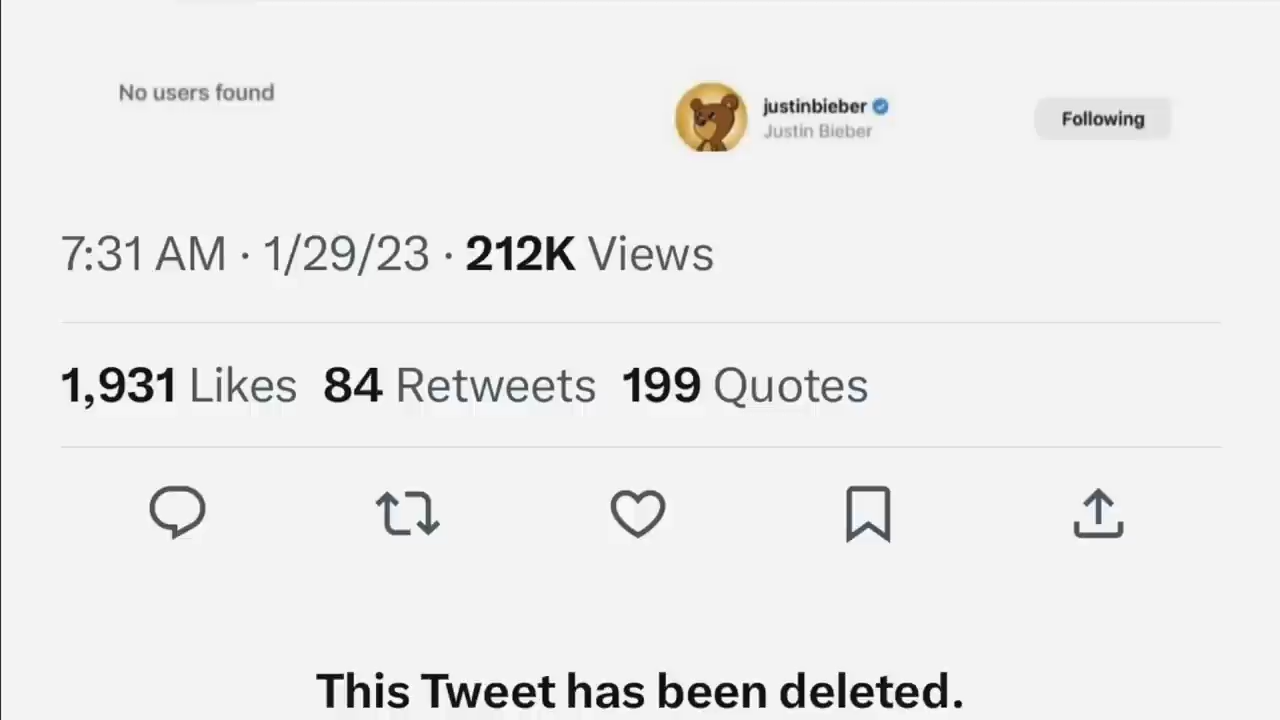 No users found
justinbieber
Justin Bieber
Following
7:31 AM · 1/29/23 · 212K Views
1,931 Likes 84 Retweets 199 Quotes
This Tweet has been deleted.